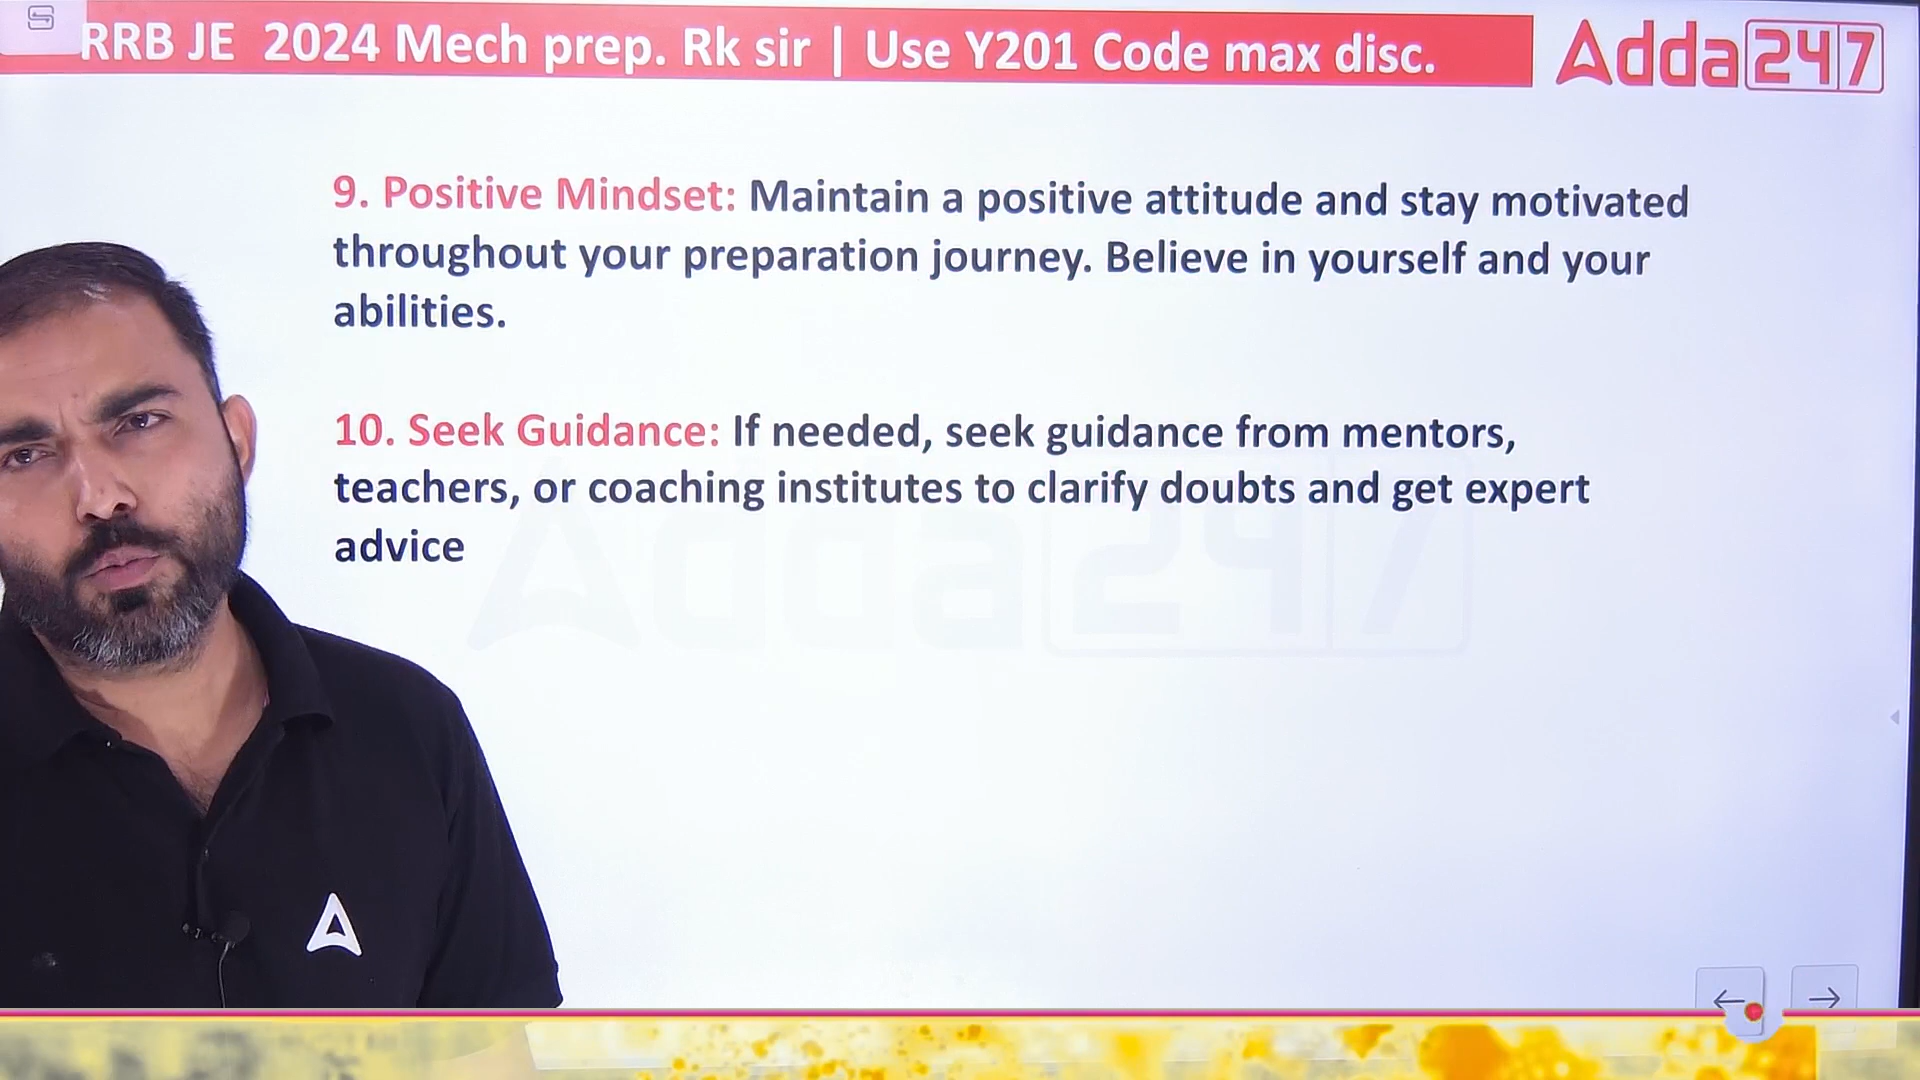 RRB JE 2024 Mech prep. Rk sir | Use Y201 Code max disc.
Adda247
9. Positive Mindset: Maintain a positive attitude and stay motivated
throughout your preparation journey. Believe in yourself and your
abilities.
10. Seek Guidance: If needed, seek guidance from mentors,
teachers, or coaching institutes to clarify doubts and get expert
advice
Adda247